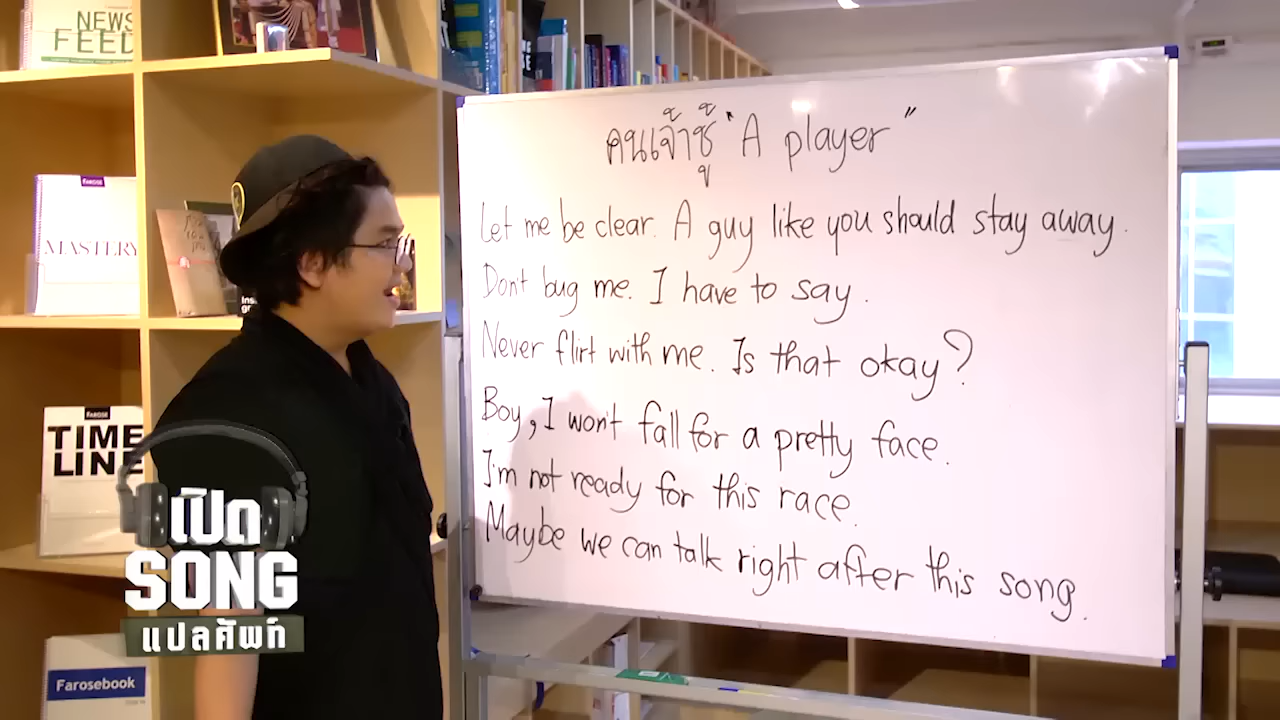 NEWS
FEED
FAROSE
MASTERY
FAROSE
TIME
LINE
เปิด
SONG
แปลศัพท์
Farosebook
คนเจ้าชู้ "A player"
Let me be clear. A guy like you should stay away.
Don't bug me. I have to say.
Never flirt with me. Is that okay?
Boy, I won't fall for a pretty face.
I'm not ready for this race.
Maybe we can talk right after this song.